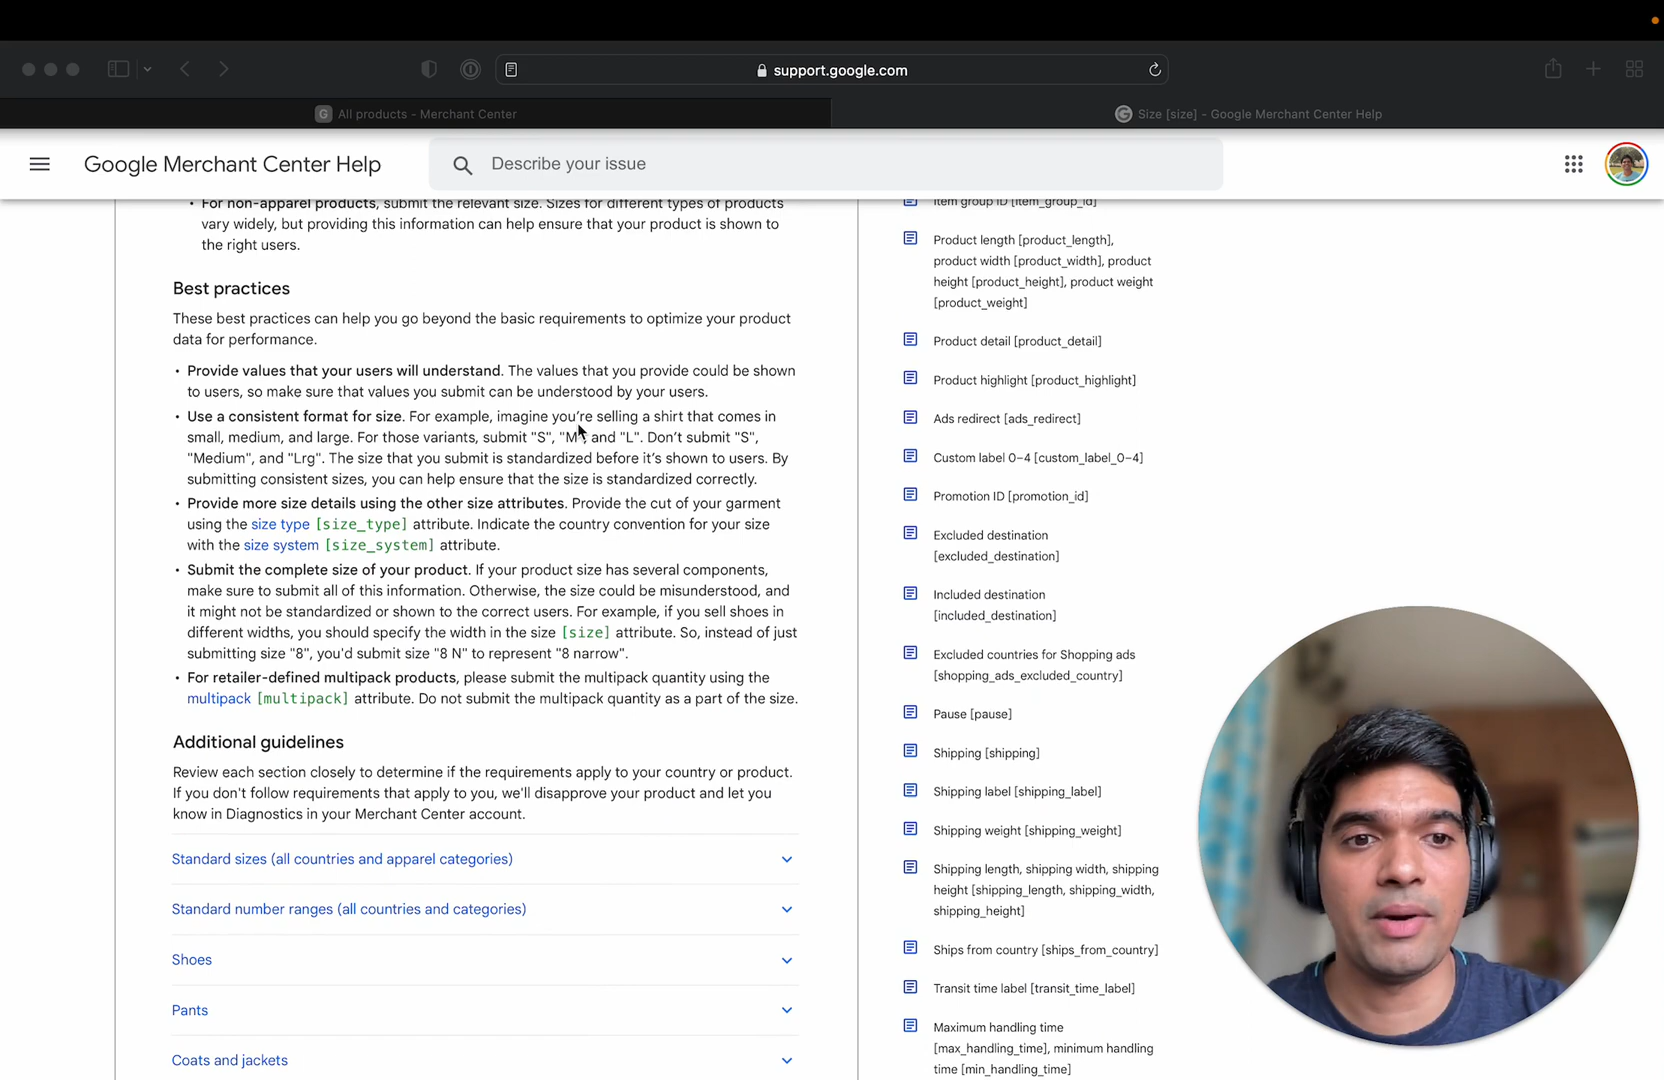 support.google.com
G All products - Merchant Center
G Size [size] - Google Merchant Center Help
Google Merchant Center Help
Describe your issue
• For non-apparel products, submit the relevant size. Sizes for different types of products
vary widely, but providing this information can help ensure that your product is shown to
the right users.
Best practices
These best practices can help you go beyond the basic requirements to optimize your product
data for performance.
• Provide values that your users will understand. The values that you provide could be shown
to users, so make sure that values you submit can be understood by your users.
• Use a consistent format for size. For example, imagine you're selling a shirt that comes in
small, medium, and large. For those variants, submit "S", "M", and "L". Don't submit "S",
"Medium", and "Lrg". The size that you submit is standardized before it's shown to users. By
submitting consistent sizes, you can help ensure that the size is standardized correctly.
• Provide more size details using the other size attributes. Provide the cut of your garment
using the size type [size_type] attribute. Indicate the country convention for your size
with the size system [size_system] attribute.
• Submit the complete size of your product. If your product size has several components,
make sure to submit all of this information. Otherwise, the size could be misunderstood, and
it might not be standardized or shown to the correct users. For example, if you sell shoes in
different widths, you should specify the width in the size [size] attribute. So, instead of just
submitting size "8", you'd submit size "8 N" to represent "8 narrow".
• For retailer-defined multipack products, please submit the multipack quantity using the
multipack [multipack] attribute. Do not submit the multipack quantity as a part of the size.
Additional guidelines
Review each section closely to determine if the requirements apply to your country or product.
If you don't follow requirements that apply to you, we'll disapprove your product and let you
know in Diagnostics in your Merchant Center account.
Standard sizes (all countries and apparel categories)
Standard number ranges (all countries and categories)
Shoes
Pants
Coats and jackets
Item group ID [item_group_id]
Product length [product_length],
product width [product_width], product
height [product_height], product weight
[product_weight]
Product detail [product_detail]
Product highlight [product_highlight]
Ads redirect [ads_redirect]
Custom label 0–4 [custom_label_0–4]
Promotion ID [promotion_id]
Excluded destination
[excluded_destination]
Included destination
[included_destination]
Excluded countries for Shopping ads
[shopping_ads_excluded_country]
Pause [pause]
Shipping [shipping]
Shipping label [shipping_label]
Shipping weight [shipping_weight]
Shipping length, shipping width, shipping
height [shipping_length, shipping_width,
shipping_height]
Ships from country [ships_from_country]
Transit time label [transit_time_label]
Maximum handling time
[max_handling_time], minimum handling
time [min_handling_time]